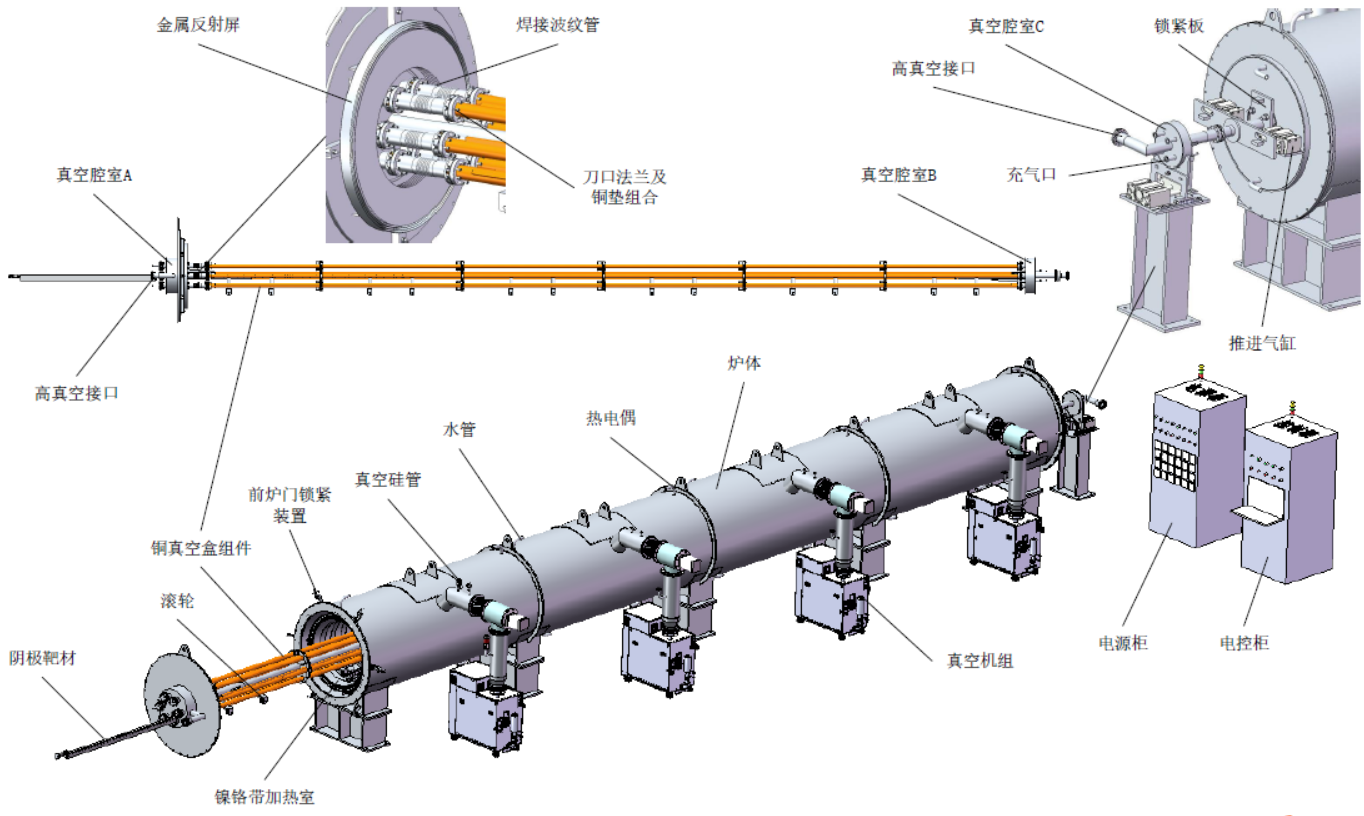 金属反射屏
焊接波纹管
真空腔室C
锁紧板
高真空接口
真空腔室A
刀口法兰及
铜垫组合
真空腔室B
充气口
推进气缸
高真空接口
炉体
热电偶
水管
真空硅管
前炉门锁紧
装置
铜真空盒组件
滚轮
阴极靶材
真空机组
电源柜
电控柜
镍铬带加热室